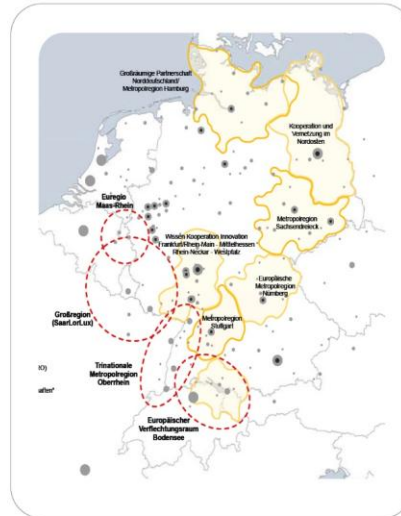 Großräumige Partnerschaft
Norddeutschland/
Metropolregion Hamburg
Kooperation und
Vernetzung im
Nordosten
Euregio
Maas-Rhein
Metropolregion
Sachsendreieck
Wissen Kooperation Innovation
Frankfurt/Rhein-Main - Mittelhessen
Rhein-Neckar - Westpfalz
Europäische
Metropolregion
Nürnberg
Großregion
(SaarLorLux)
Metropolregion
Stuttgart
Trinationale
Metropolregion
Oberrhein
Europäischer
Verflechtungsraum
Bodensee